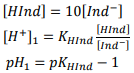 [HInd] = 10[Ind⁻]
[H⁺]₁ = K_HInd [HInd]/[Ind⁻]
pH₁ = pK_HInd − 1